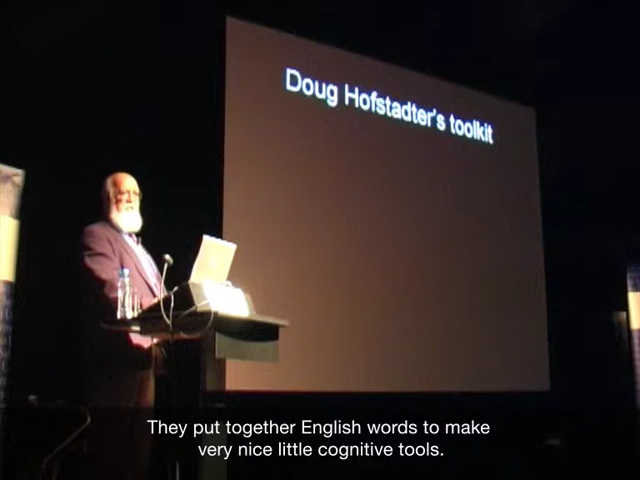 Doug Hofstadter's toolkit
They put together English words to make
very nice little cognitive tools.